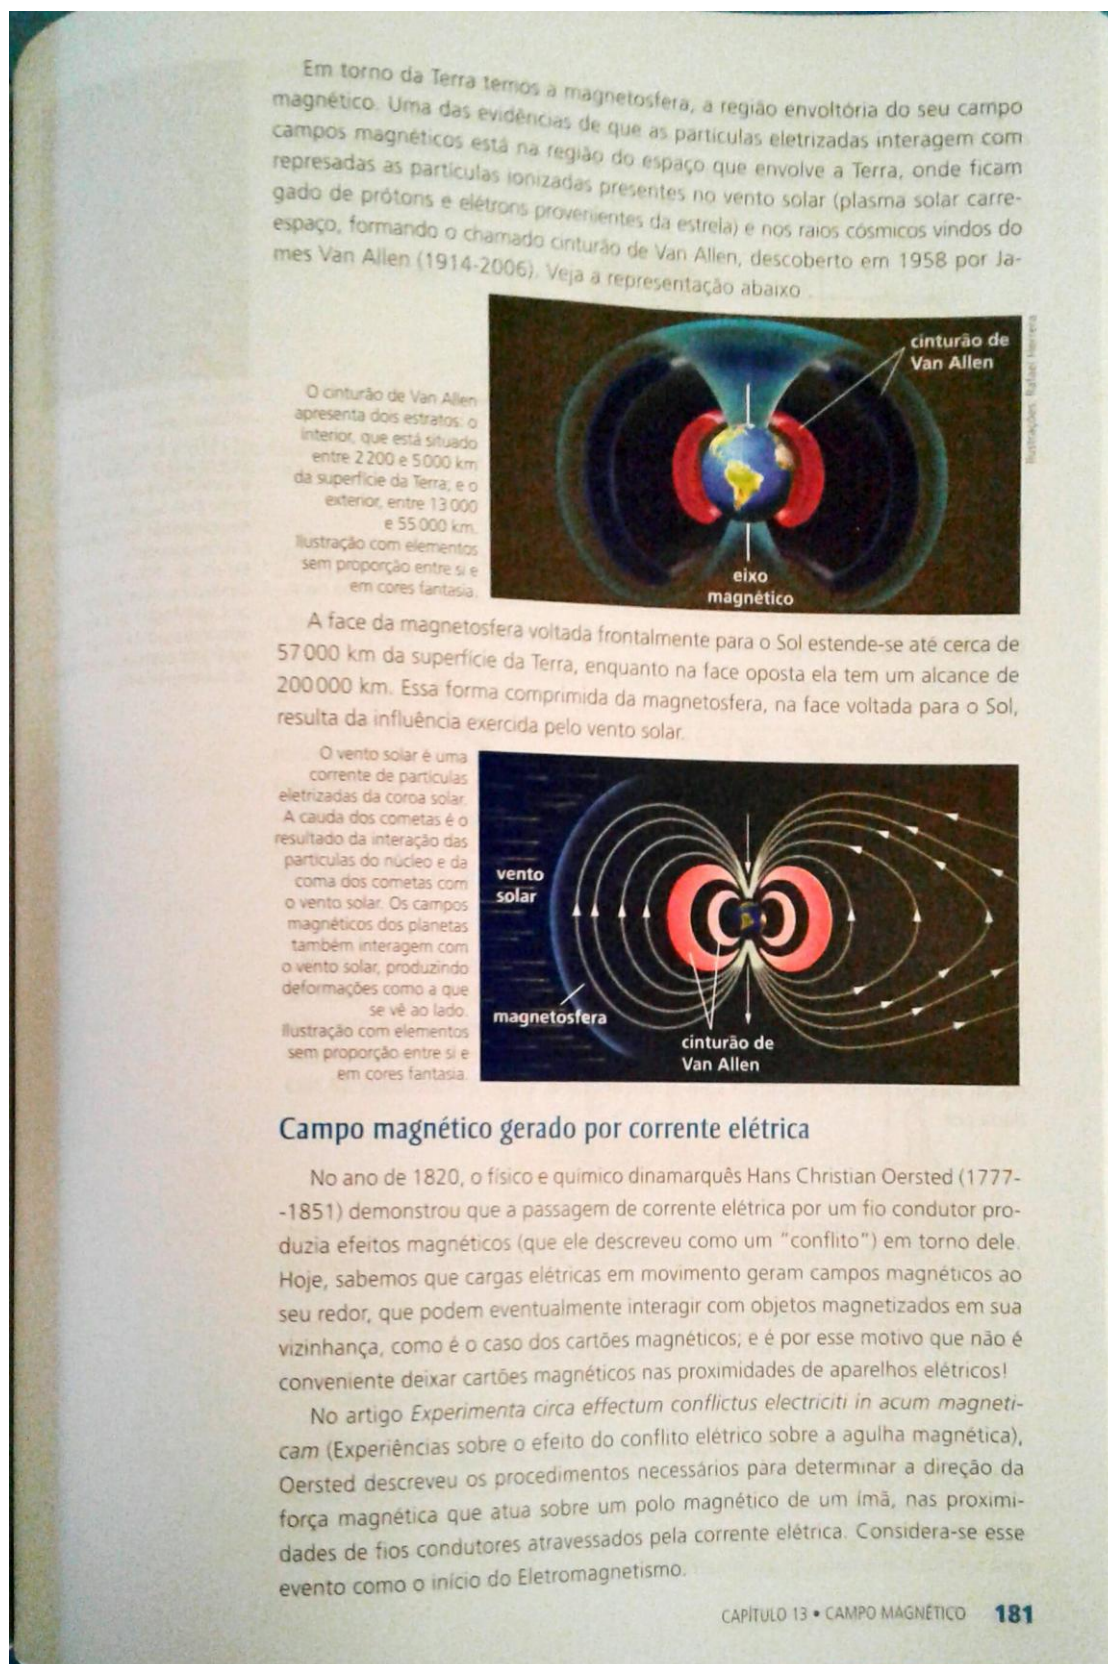 Em torno da Terra temos a magnetosfera, a região envoltória do seu campo
magnético. Uma das evidências de que as partículas eletrizadas interagem com
campos magnéticos está na região do espaço que envolve a Terra, onde ficam
represadas as partículas ionizadas presentes no vento solar (plasma solar carre-
gado de prótons e elétrons provenientes da estrela) e nos raios cósmicos vindos do
espaço, formando o chamado cinturão de Van Allen, descoberto em 1958 por Ja-
mes Van Allen (1914-2006). Veja a representação abaixo.
O cinturão de Van Allen
apresenta dois estratos: o
interior, que está situado
entre 2 200 e 5 000 km
da superfície da Terra; e o
exterior, entre 13 000
e 55 000 km.
Ilustração com elementos
sem proporção entre si e
em cores fantasia.
cinturão de
Van Allen
eixo
magnético
Ilustrações: Rafael Herrera
A face da magnetosfera voltada frontalmente para o Sol estende-se até cerca de
57 000 km da superfície da Terra, enquanto na face oposta ela tem um alcance de
200 000 km. Essa forma comprimida da magnetosfera, na face voltada para o Sol,
resulta da influência exercida pelo vento solar.
O vento solar é uma
corrente de partículas
eletrizadas da coroa solar.
A cauda dos cometas é o
resultado da interação das
partículas do núcleo e da
coma dos cometas com
o vento solar. Os campos
magnéticos dos planetas
também interagem com
o vento solar, produzindo
deformações como a que
se vê ao lado.
Ilustração com elementos
sem proporção entre si e
em cores fantasia.
vento
solar
magnetosfera
cinturão de
Van Allen
Campo magnético gerado por corrente elétrica
No ano de 1820, o físico e químico dinamarquês Hans Christian Oersted (1777-
-1851) demonstrou que a passagem de corrente elétrica por um fio condutor pro-
duzia efeitos magnéticos (que ele descreveu como um "conflito") em torno dele.
Hoje, sabemos que cargas elétricas em movimento geram campos magnéticos ao
seu redor, que podem eventualmente interagir com objetos magnetizados em sua
vizinhança, como é o caso dos cartões magnéticos; e é por esse motivo que não é
conveniente deixar cartões magnéticos nas proximidades de aparelhos elétricos!
No artigo Experimenta circa effectum conflictus electriciti in acum magneti-
cam (Experiências sobre o efeito do conflito elétrico sobre a agulha magnética),
Oersted descreveu os procedimentos necessários para determinar a direção da
força magnética que atua sobre um polo magnético de um ímã, nas proximi-
dades de fios condutores atravessados pela corrente elétrica. Considera-se esse
evento como o início do Eletromagnetismo.
CAPÍTULO 13 • CAMPO MAGNÉTICO 181